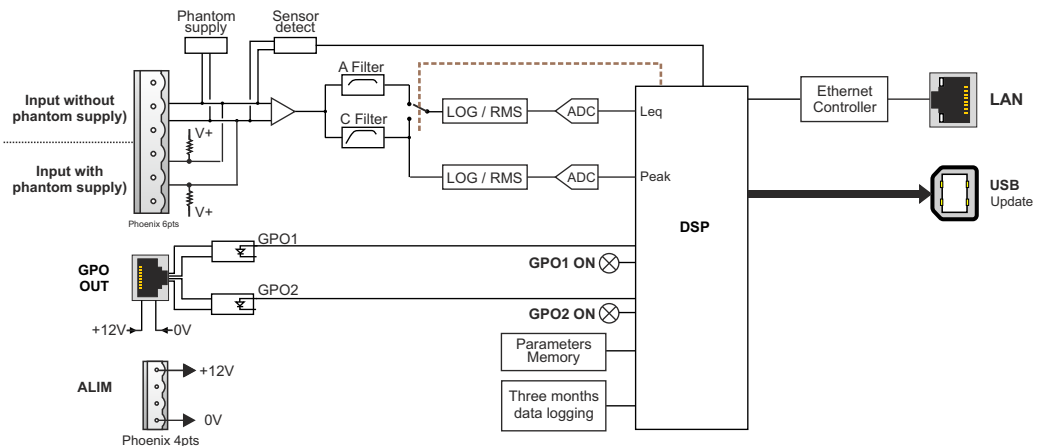 Phantom
supply
Sensor
detect
A Filter
C Filter
Input without
phantom supply)
Input with
phantom supply)
V+
V+
Phoenix 6pts
LOG / RMS
ADC
Leq
LOG / RMS
ADC
Peak
DSP
Ethernet
Controller
LAN
USB
Update
GPO
OUT
GPO1
GPO2
GPO1 ON
GPO2 ON
+12V
0V
Parameters
Memory
Three months
data logging
ALIM
+12V
0V
Phoenix 4pts